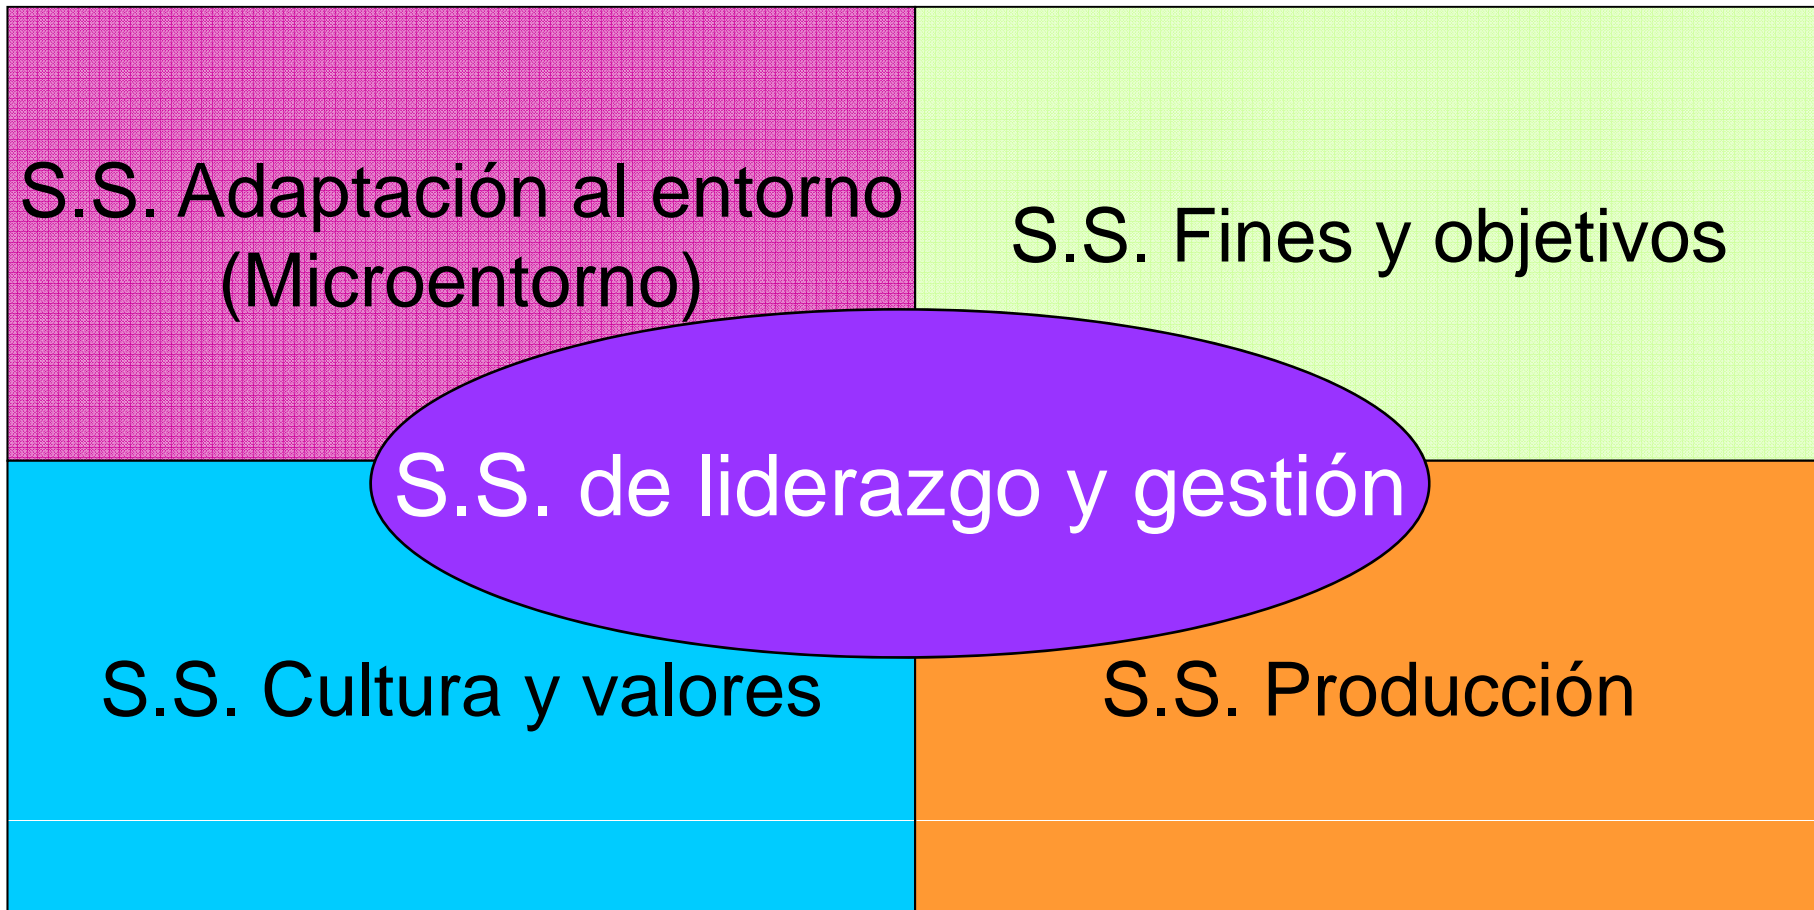 S.S. Adaptación al entorno
(Microentorno)
S.S. Fines y objetivos
S.S. de liderazgo y gestión
S.S. Cultura y valores
S.S. Producción